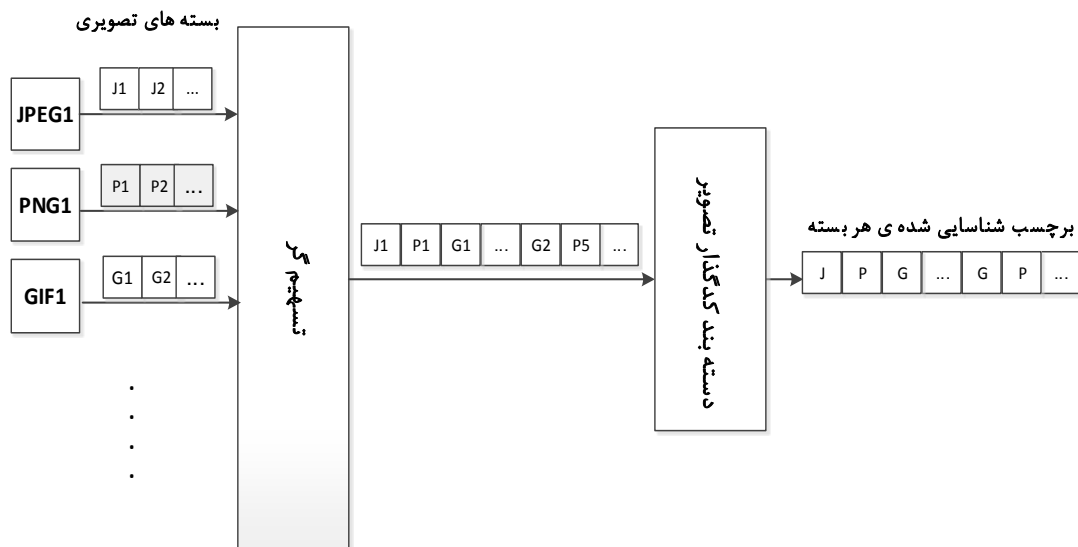 بسته های تصویری
JPEG1
J1 J2 ...
PNG1
P1 P2 ...
GIF1
G1 G2 ...
تسهیم گر
J1 P1 G1 ... G2 P5 ...
دسته بند کدگذار تصویر
برچسب شناسایی شده ی هر بسته
J P G ... G P ...